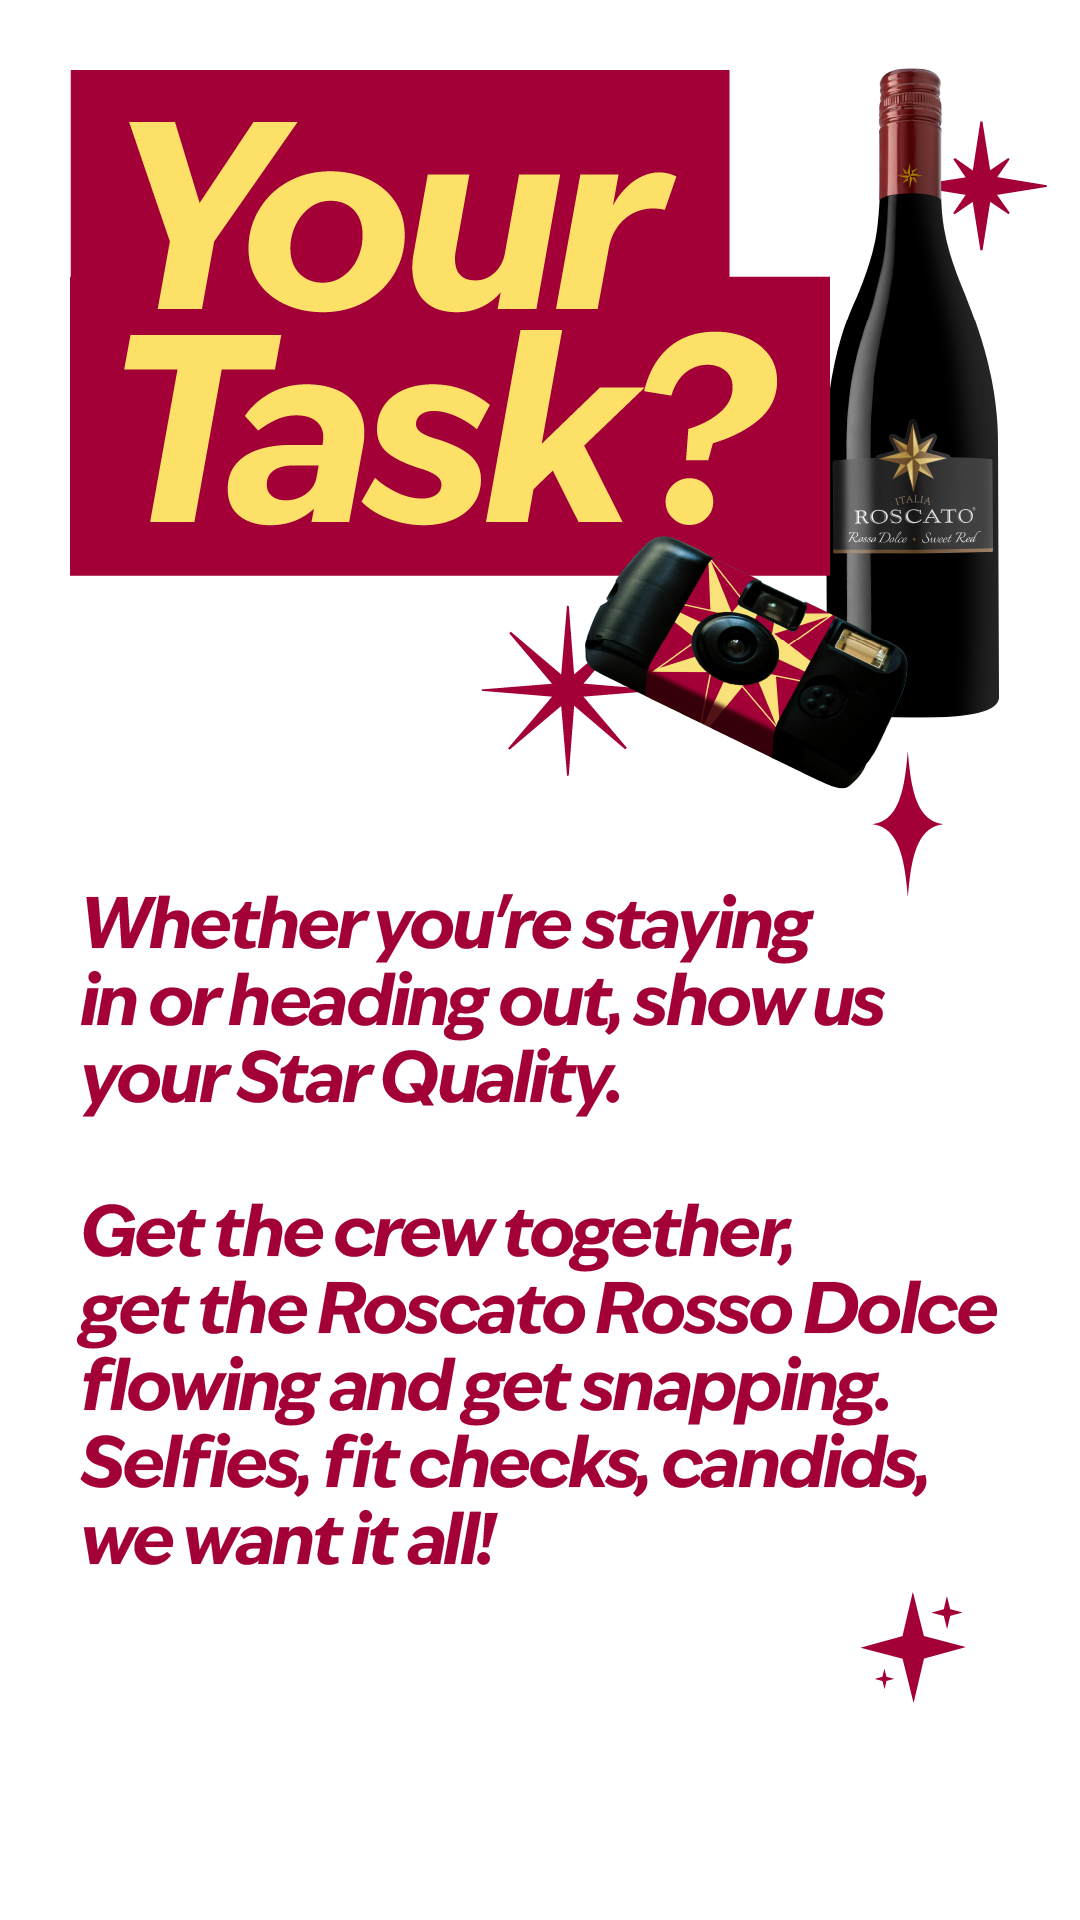 Your
Task?
ITALIA
ROSCATO®
Rosso Dolce • Sweet Red
Whether you're staying
in or heading out, show us
your Star Quality.
Get the crew together,
get the Roscato Rosso Dolce
flowing and get snapping.
Selfies, fit checks, candids,
we want it all!